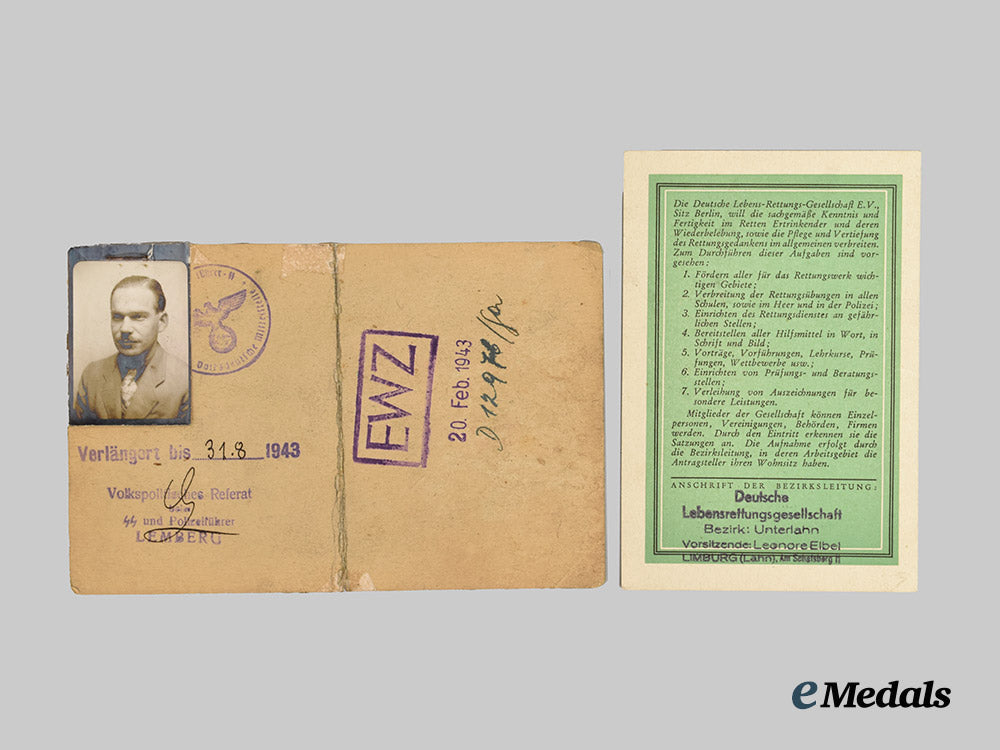 Verlängert bis 31.8 1943
Volkspolitisches Referat
beim
ᛋᛋ und Polizeiführer
LEMBERG
EWZ
20. Feb. 1943
Die Deutsche Lebens-Rettungs-Gesellschaft E.V.,
Sitz Berlin, will die sachgemäße Kenntnis und
Fertigkeit im Retten Ertrinkender und deren
Wiederbelebung, sowie die Pflege und Vertiefung
des Rettungsgedankens im allgemeinen verbreiten.
Zum Durchführen dieser Aufgaben sind vor-
gesehen:
1. Fördern aller für das Rettungswerk wich-
tigen Gebiete;
2. Verbreitung der Rettungsübungen in allen
Schulen, sowie im Heer und in der Polizei;
3. Einrichten des Rettungsdienstes an gefähr-
lichen Stellen;
4. Bereitstellen aller Hilfsmittel in Wort, in
Schrift und Bild;
5. Vorträge, Vorführungen, Lehrkurse, Prü-
fungen, Wettbewerbe usw.;
6. Einrichten von Prüfungs- und Beratungs-
stellen;
7. Verleihung von Auszeichnungen für be-
sondere Leistungen.
Mitglieder der Gesellschaft können Einzel-
personen, Vereinigungen, Behörden, Firmen
werden. Durch den Eintritt erkennen sie die
Satzungen an. Die Aufnahme erfolgt durch
die Bezirksleitung, in deren Arbeitsgebiet die
Antragsteller ihren Wohnsitz haben.
ANSCHRIFT DER BEZIRKSLEITUNG:
Deutsche
Lebensrettungsgesellschaft
Bezirk: Unterlahn
Vorsitzende: Leonore Eibel
LIMBURG (Lahn), Am Schafsberg 11
eMedals